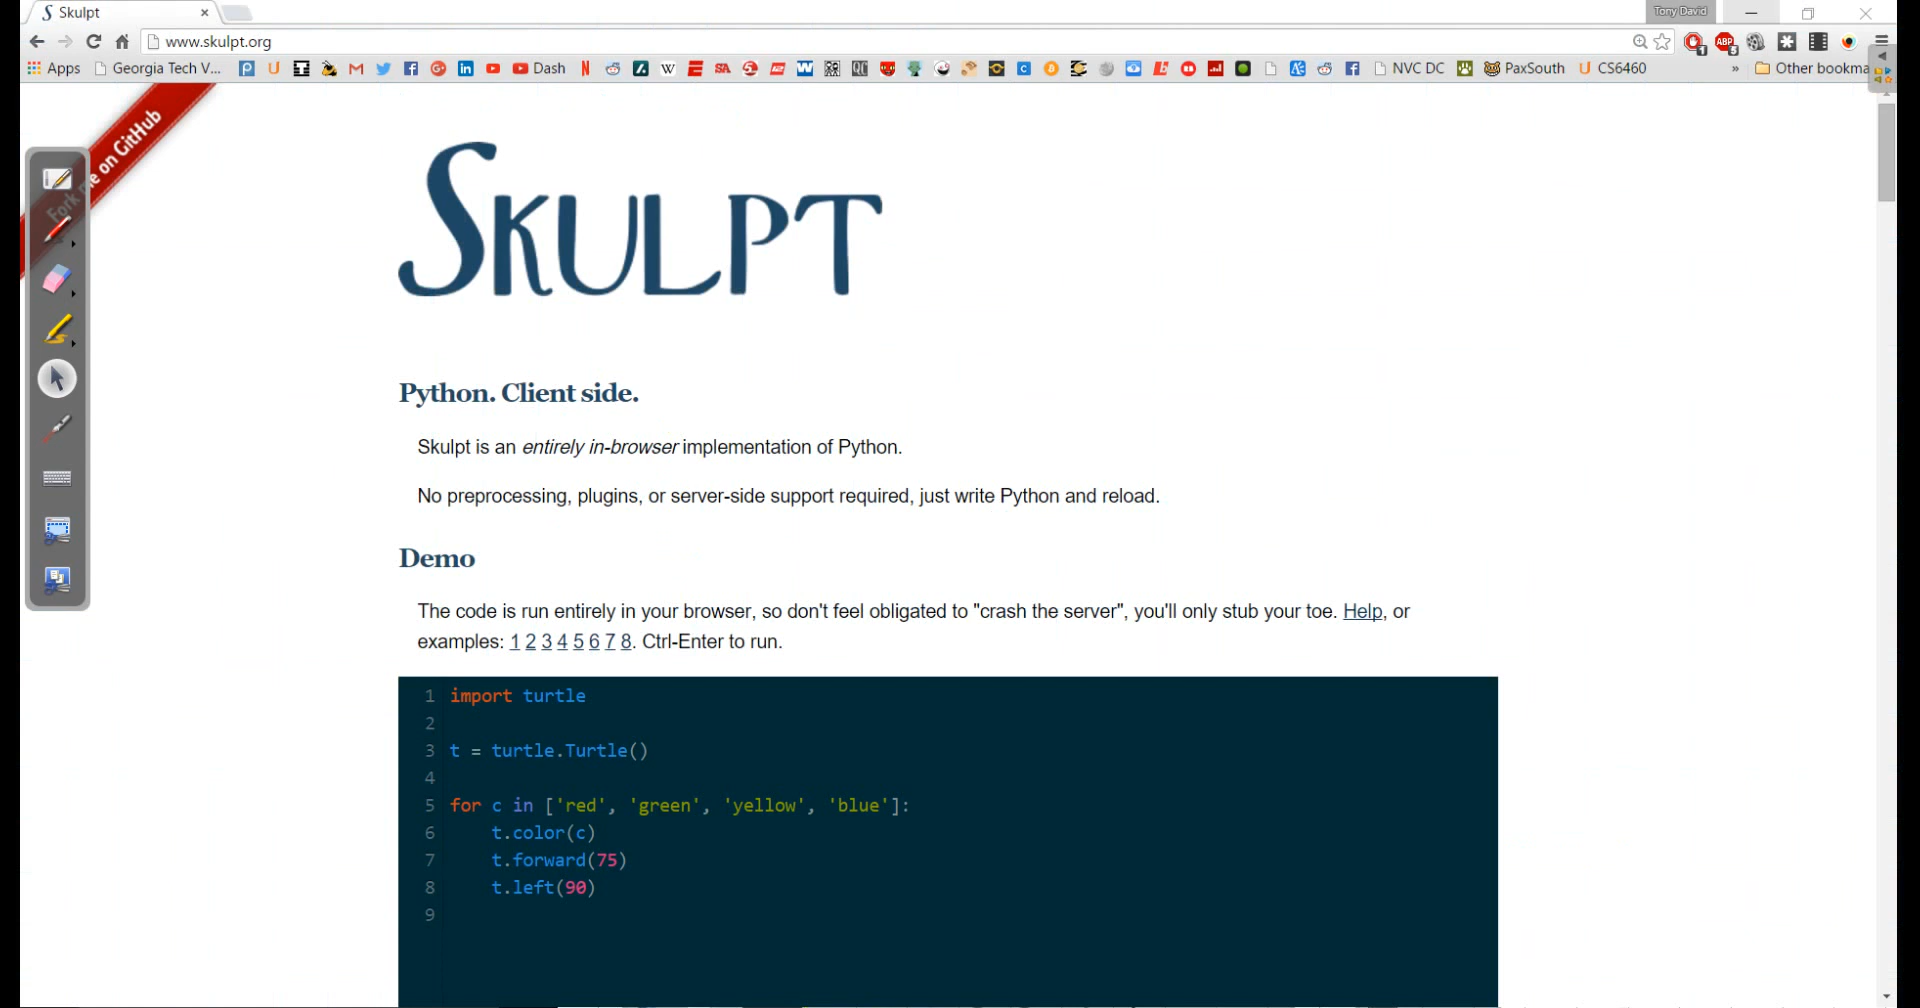 Skulpt
Tony David
www.skulpt.org
Apps
Georgia Tech V...
Dash
NVC DC
PaxSouth
CS6460
»
Other bookma
Fork me on GitHub
SKULPT
Python. Client side.
Skulpt is an entirely in-browser implementation of Python.
No preprocessing, plugins, or server-side support required, just write Python and reload.
Demo
The code is run entirely in your browser, so don't feel obligated to "crash the server", you'll only stub your toe. Help, or
examples: 1 2 3 4 5 6 7 8. Ctrl-Enter to run.
1 import turtle
2
3 t = turtle.Turtle()
4
5 for c in ['red', 'green', 'yellow', 'blue']:
6     t.color(c)
7     t.forward(75)
8     t.left(90)
9